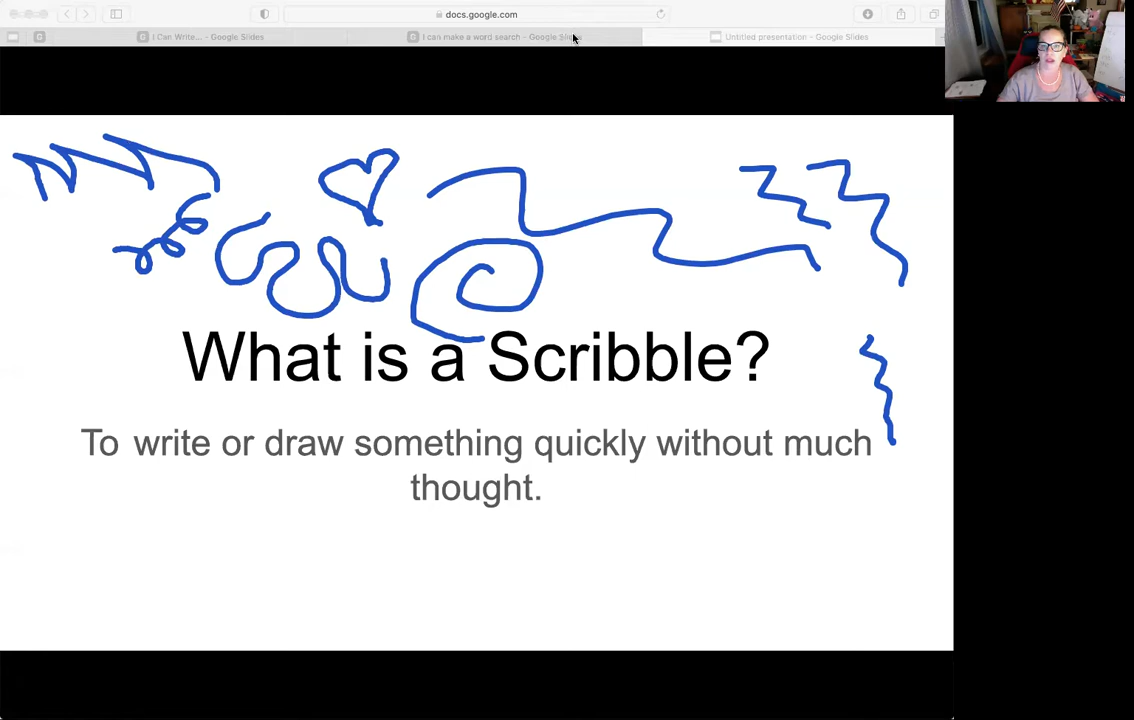 docs.google.com
I Can Write... - Google Slides
I can make a word search - Google Slides
Untitled presentation - Google Slides
What is a Scribble?
To write or draw something quickly without much
thought.